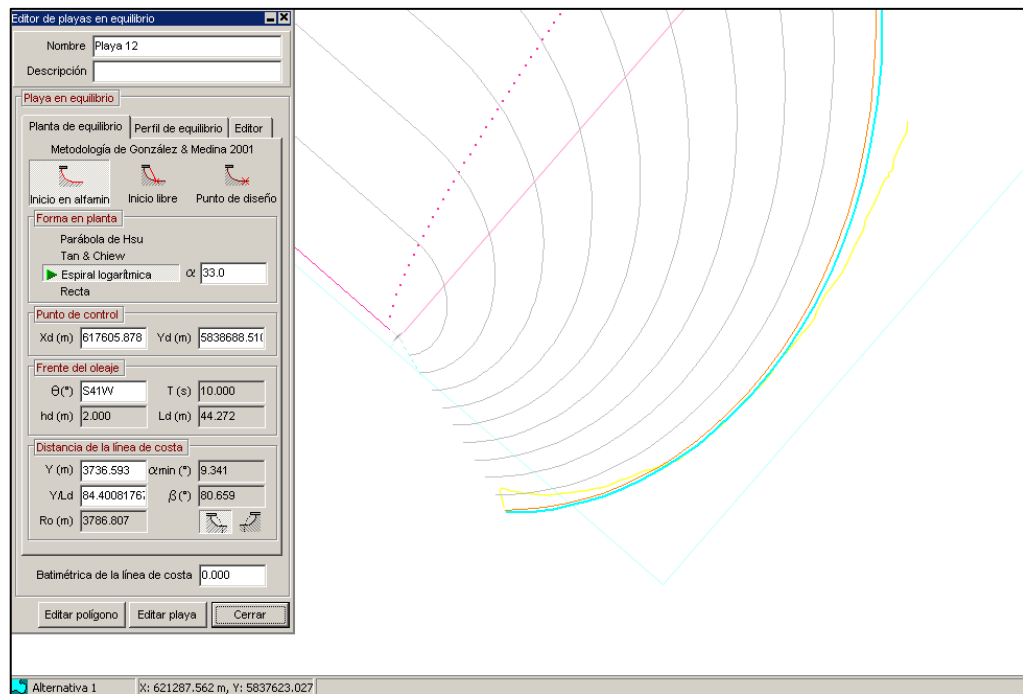 Editor de playas en equilibrio
Nombre Playa 12
Descripción
Playa en equilibrio
Planta de equilibrio Perfil de equilibrio Editor
Metodología de González & Medina 2001
Inicio en alfamin Inicio libre Punto de diseño
Forma en planta
Parábola de Hsu
Tan & Chiew
Espiral logarítmica α 33.0
Recta
Punto de control
Xd (m) 617605.878 Yd (m) 5838688.510
Frente del oleaje
Θ(°) S41W T (s) 10.000
hd (m) 2.000 Ld (m) 44.272
Distancia de la línea de costa
Y (m) 3736.593 αmin (°) 9.341
Y/Ld 84.4008176 β(°) 80.659
Ro (m) 3786.807
Batimétrica de la línea de costa 0.000
Editar polígono Editar playa Cerrar
Alternativa 1 X: 621287.562 m, Y: 5837623.027